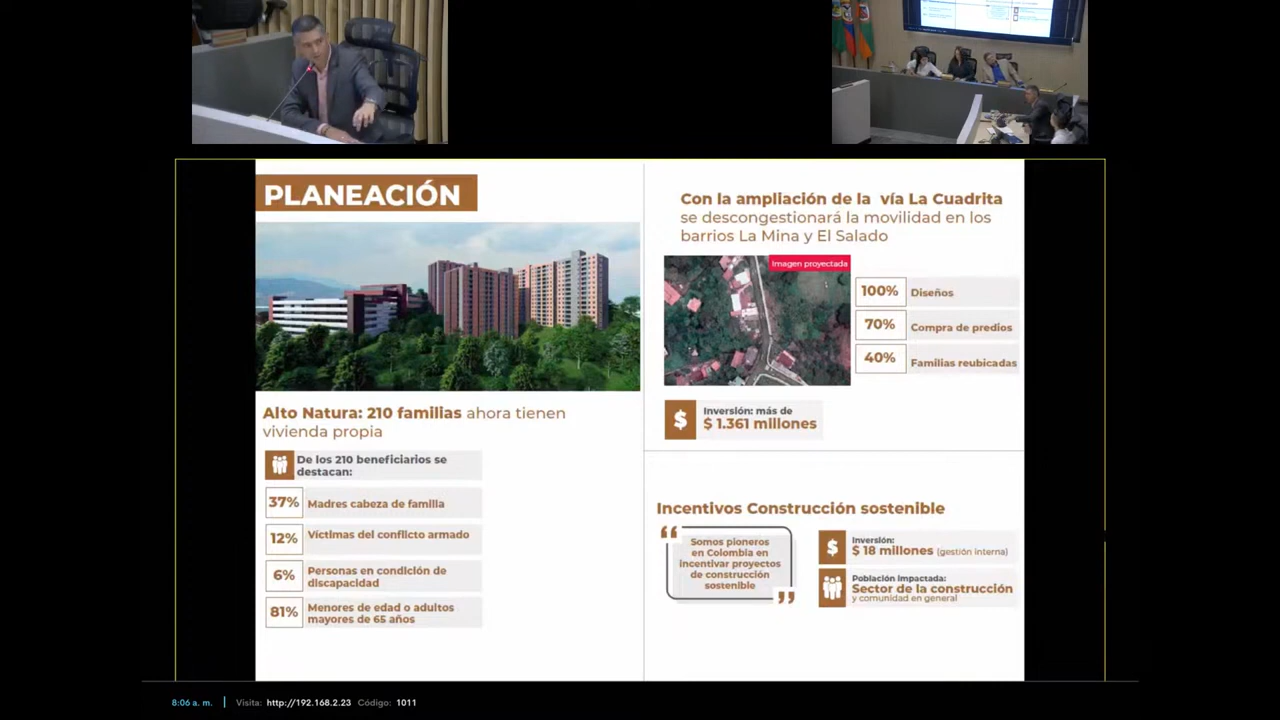 PLANEACIÓN
Alto Natura: 210 familias ahora tienen
vivienda propia
De los 210 beneficiarios se
destacan:
37% Madres cabeza de familia
12% Víctimas del conflicto armado
6% Personas en condición de
discapacidad
81% Menores de edad o adultos
mayores de 65 años
Con la ampliación de la vía La Cuadrita
se descongestionará la movilidad en los
barrios La Mina y El Salado
Imagen proyectada
100% Diseños
70% Compra de predios
40% Familias reubicadas
$ Inversión: más de
$ 1.361 millones
Incentivos Construcción sostenible
“ Somos pioneros
en Colombia en
incentivar proyectos
de construcción
sostenible ”
$ Inversión:
$ 18 millones (gestión interna)
Población impactada:
Sector de la construcción
y comunidad en general
8:06 a. m. | Visita: http://192.168.2.23 Código: 1011